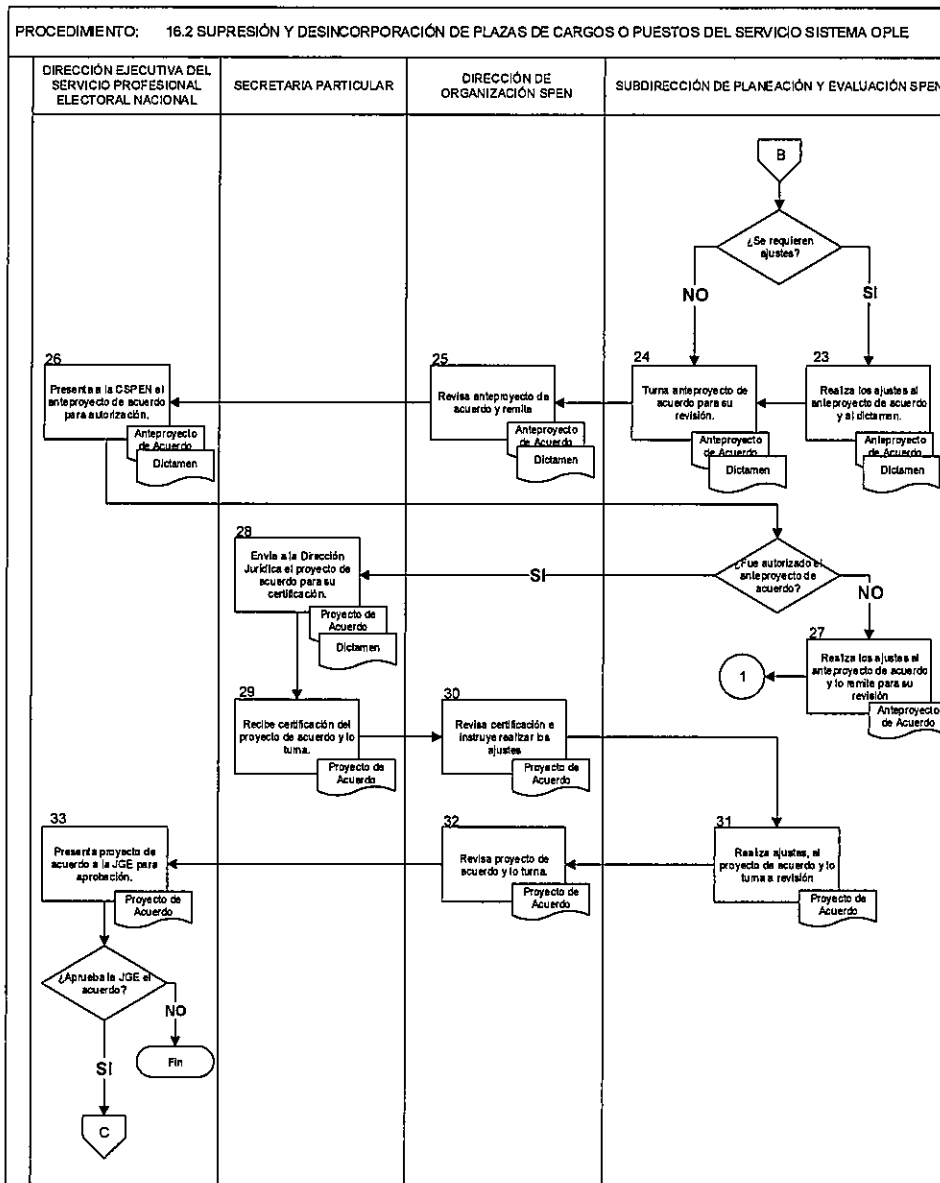 PROCEDIMIENTO: 16.2 SUPRESIÓN Y DESINCORPORACIÓN DE PLAZAS DE CARGOS O PUESTOS DEL SERVICIO SISTEMA OPLE
DIRECCIÓN EJECUTIVA DEL
SERVICIO PROFESIONAL
ELECTORAL NACIONAL
SECRETARIA PARTICULAR
DIRECCIÓN DE
ORGANIZACIÓN SPEN
SUBDIRECCIÓN DE PLANEACIÓN Y EVALUACIÓN SPEN
B
¿Se requieren
ajustes?
NO
SI
26
Presenta a la CSPEN el
anteproyecto de acuerdo
para autorización.
Anteproyecto
de Acuerdo
Dictamen
25
Revisa anteproyecto de
acuerdo y remite
Anteproyecto
de Acuerdo
Dictamen
24
Turna anteproyecto de
acuerdo para su
revisión.
Anteproyecto
de Acuerdo
Dictamen
23
Realiza los ajustes al
anteproyecto de acuerdo
y al dictamen.
Anteproyecto
de Acuerdo
Dictamen
28
Envía a la Dirección
Jurídica el proyecto de
acuerdo para su
certificación.
Proyecto de
Acuerdo
Dictamen
SI
¿Fue autorizado el
anteproyecto de
acuerdo?
NO
27
Realiza los ajustes al
anteproyecto de acuerdo
y lo remite para su
revisión
Anteproyecto
de Acuerdo
1
29
Recibe certificación del
proyecto de acuerdo y lo
turna.
Proyecto de
Acuerdo
30
Revisa certificación e
instruye realizar los
ajustes
Proyecto de
Acuerdo
33
Presenta proyecto de
acuerdo a la JGE para
aprobación.
Proyecto de
Acuerdo
32
Revisa proyecto de
acuerdo y lo turna.
Proyecto de
Acuerdo
31
Realiza ajustes, al
proyecto de acuerdo y lo
turna a revisión
Proyecto de
Acuerdo
¿Aprueba la JGE el
acuerdo?
NO
Fin
SI
C